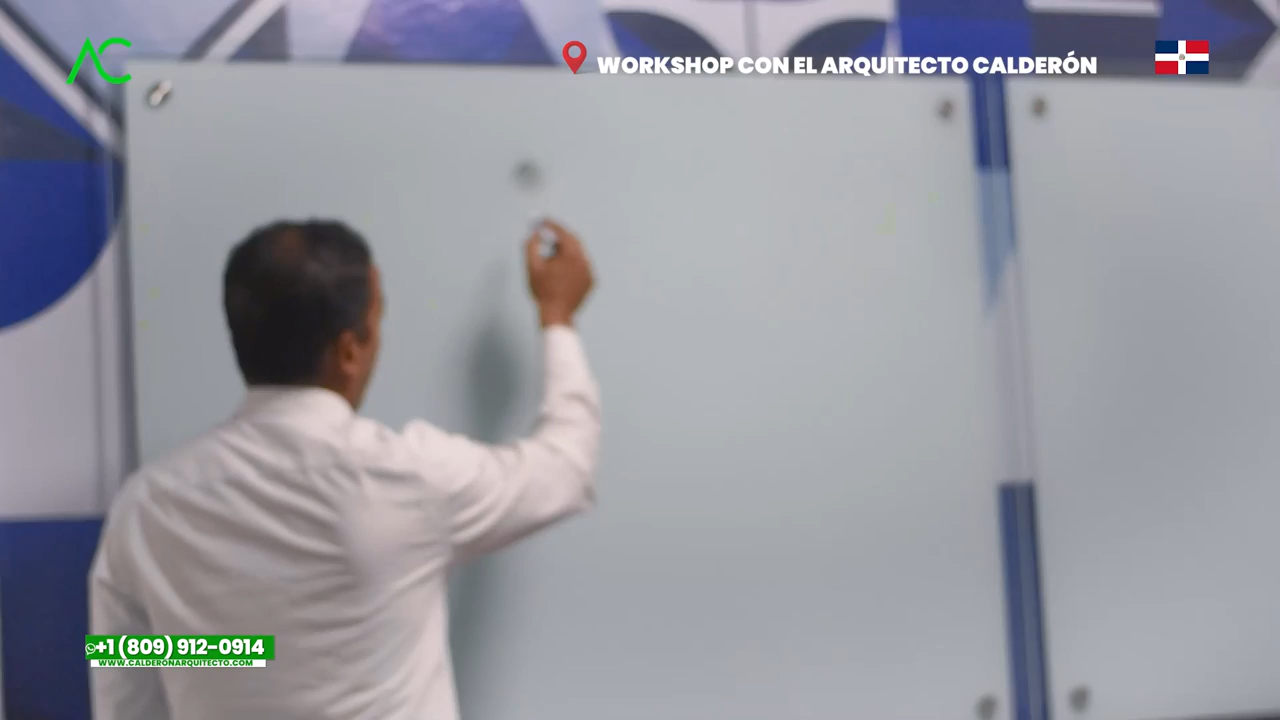 AC
WORKSHOP CON EL ARQUITECTO CALDERÓN
+1 (809) 912-0914
WWW.CALDERONARQUITECTO.COM